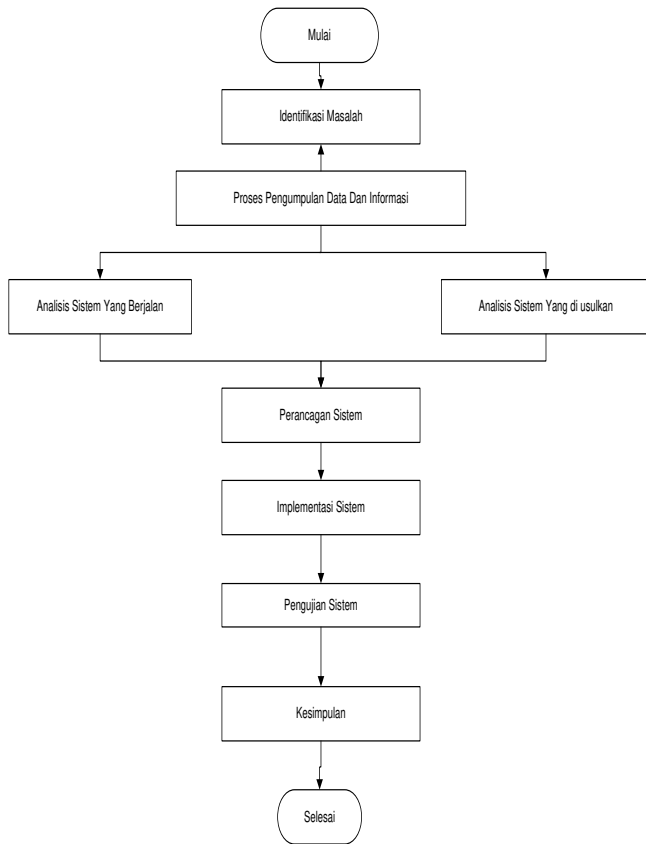 Mulai
Identifikasi Masalah
Proses Pengumpulan Data Dan Informasi
Analisis Sistem Yang Berjalan
Analisis Sistem Yang di usulkan
Perancagan Sistem
Implementasi Sistem
Pengujian Sistem
Kesimpulan
Selesai